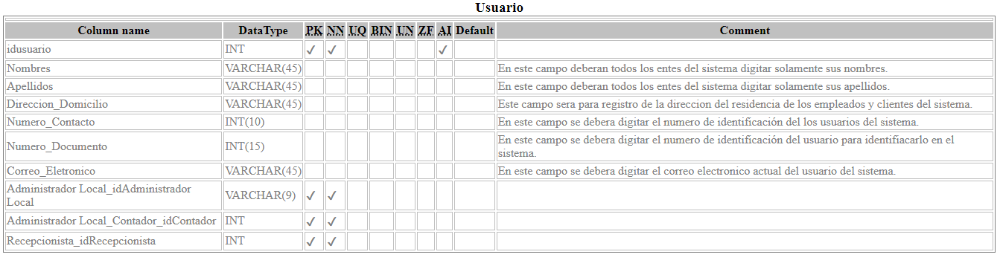 Usuario
Column name DataType PK NN UQ BIN UN ZF AI Default Comment
idusuario INT ✓ ✓ ✓
Nombres VARCHAR(45) En este campo deberan todos los entes del sistema digitar solamente sus nombres.
Apellidos VARCHAR(45) En este campo deberan todos los entes del sistema digitar solamente sus apellidos.
Direccion_Domicilio VARCHAR(45) Este campo sera para registro de la direccion del residencia de los empleados y clientes del sistema.
Numero_Contacto INT(10) En este campo se debera digitar el numero de identificación del los usuarios del sistema.
Numero_Documento INT(15) En este campo se debera digitar el numero de identificación del usuario para identifiacarlo en el
sistema.
Correo_Eletronico VARCHAR(45) En este campo se debera digitar el correo electronico actual del usuario del sistema.
Administrador Local_idAdministrador
Local VARCHAR(9) ✓ ✓
Administrador Local_Contador_idContador INT ✓ ✓
Recepcionista_idRecepcionista INT ✓ ✓